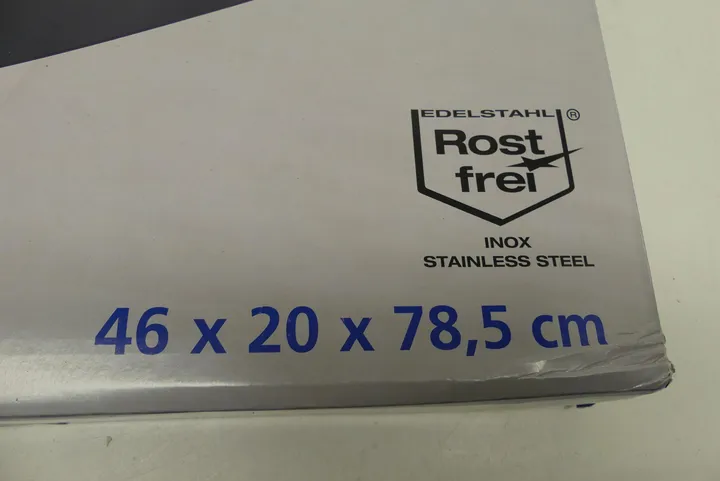 EDELSTAHL ®
Rost
frei
INOX
STAINLESS STEEL
46 x 20 x 78,5 cm